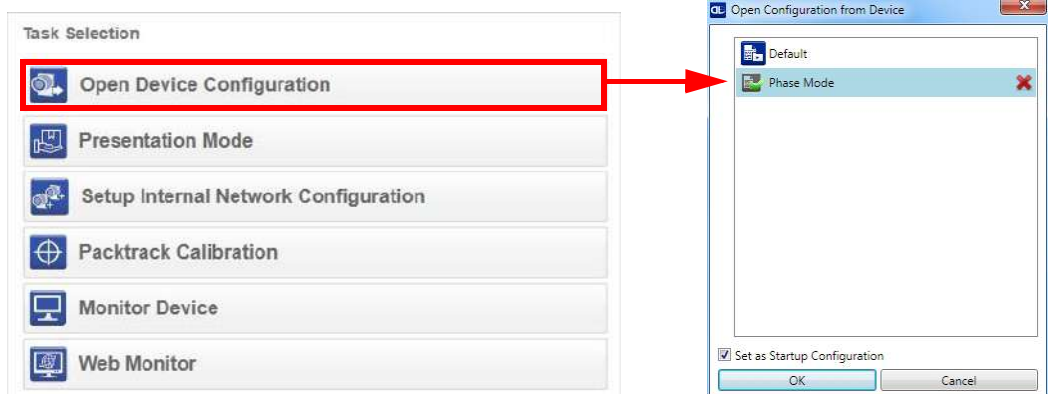 Task Selection
Open Device Configuration
Presentation Mode
Setup Internal Network Configuration
Packtrack Calibration
Monitor Device
Web Monitor
DL Open Configuration from Device
Default
Phase Mode
Set as Startup Configuration
OK Cancel